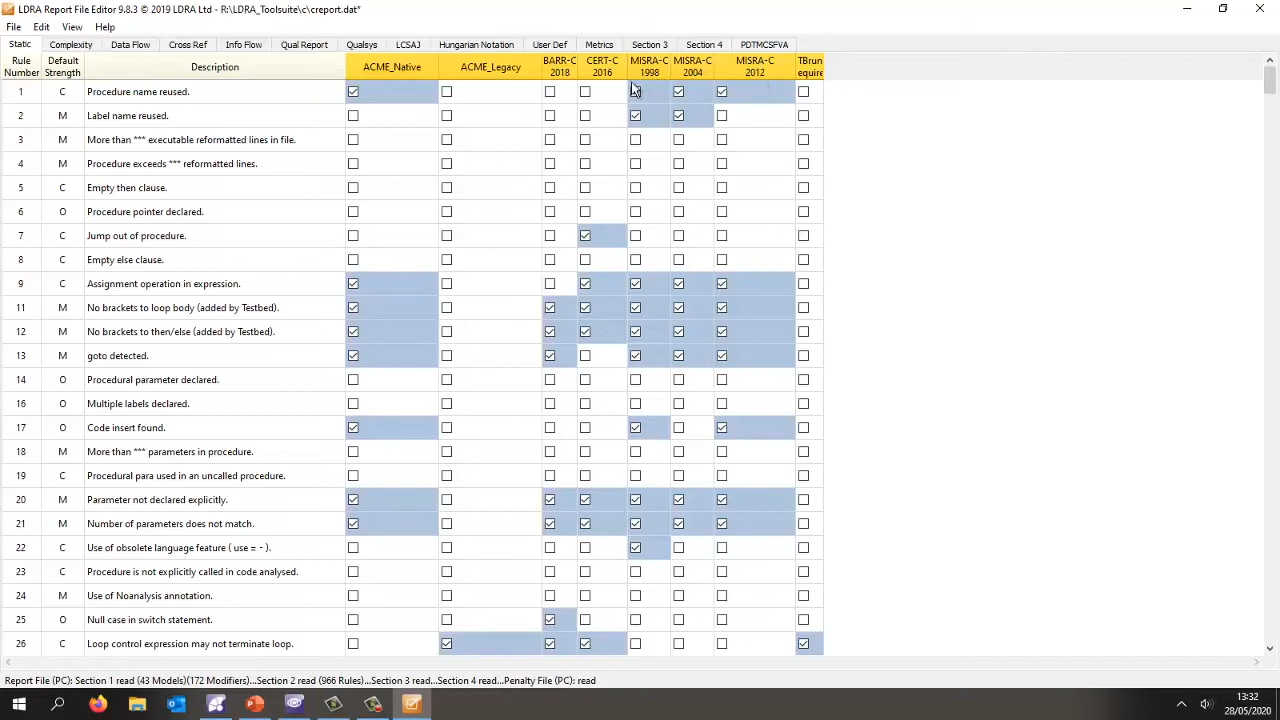 LDRA Report File Editor 9.8.3 © 2019 LDRA Ltd - R:\LDRA_Toolsuite\c\creport.dat*
File Edit View Help
Static Complexity Data Flow Cross Ref Info Flow Qual Report Qualsys LCSAJ Hungarian Notation User Def Metrics Section 3 Section 4 PDTMCSFVA
Rule Default Description ACME_Native ACME_Legacy BARR-C CERT-C MISRA-C MISRA-C MISRA-C TBrun
Number Strength 2018 2016 1998 2004 2012 equire
1 C Procedure name reused.
2 M Label name reused.
3 M More than *** executable reformatted lines in file.
4 M Procedure exceeds *** reformatted lines.
5 C Empty then clause.
6 O Procedure pointer declared.
7 C Jump out of procedure.
8 C Empty else clause.
9 C Assignment operation in expression.
11 M No brackets to loop body (added by Testbed).
12 M No brackets to then/else (added by Testbed).
13 M goto detected.
14 O Procedural parameter declared.
16 O Multiple labels declared.
17 O Code insert found.
18 M More than *** parameters in procedure.
19 C Procedural para used in an uncalled procedure.
20 M Parameter not declared explicitly.
21 M Number of parameters does not match.
22 C Use of obsolete language feature ( use = - ).
23 C Procedure is not explicitly called in code analysed.
24 M Use of Noanalysis annotation.
25 O Null case in switch statement.
26 C Loop control expression may not terminate loop.
Report File (PC): Section 1 read (43 Models)(172 Modifiers)...Section 2 read (966 Rules)...Section 3 read...Section 4 read...Penalty File (PC): read
13:32
28/05/2020